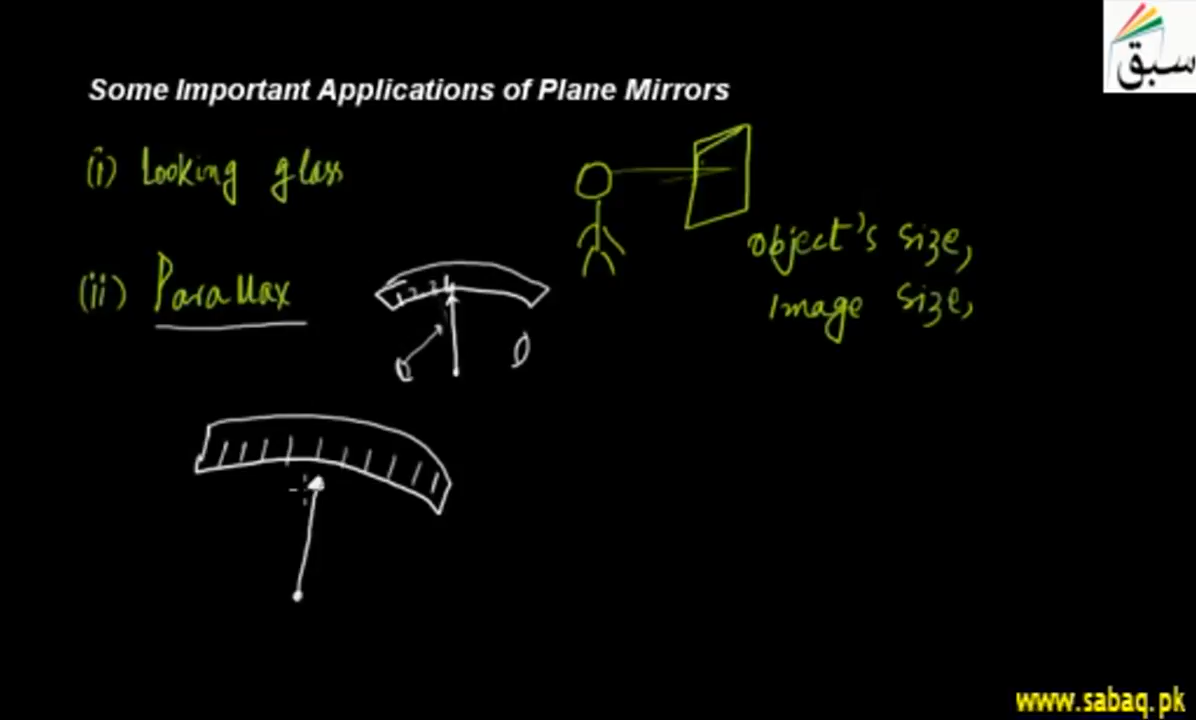 سبق
Some Important Applications of Plane Mirrors
(i) Looking glass
object's size,
(ii) Parallax
Image size,
www.sabaq.pk